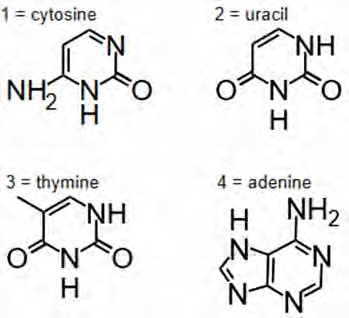 1 = cytosine
N
NH2
N
H
O
2 = uracil
NH
O
N
H
O
3 = thymine
NH
O
N
H
O
4 = adenine
NH2
H
N
N
N
N